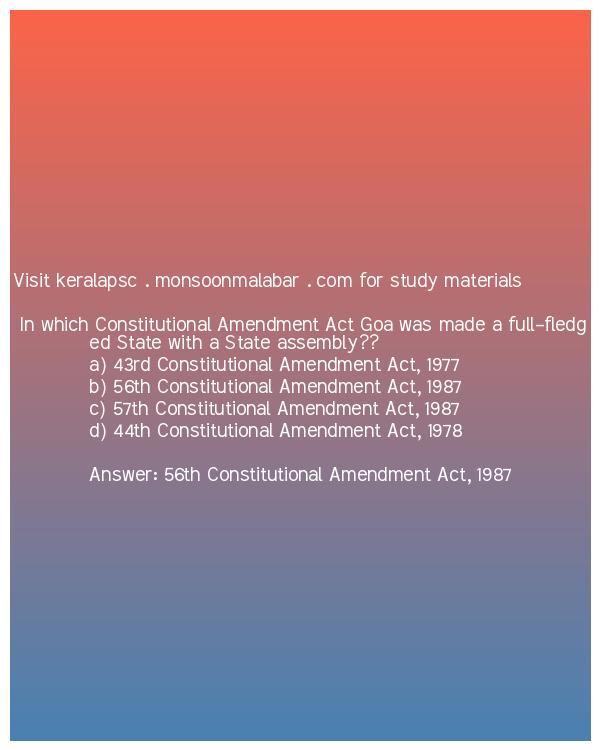 Visit keralapsc . monsoonmalabar . com for study materials
In which Constitutional Amendment Act Goa was made a full-fledg
ed State with a State assembly??
a) 43rd Constitutional Amendment Act, 1977
b) 56th Constitutional Amendment Act, 1987
c) 57th Constitutional Amendment Act, 1987
d) 44th Constitutional Amendment Act, 1978
Answer: 56th Constitutional Amendment Act, 1987